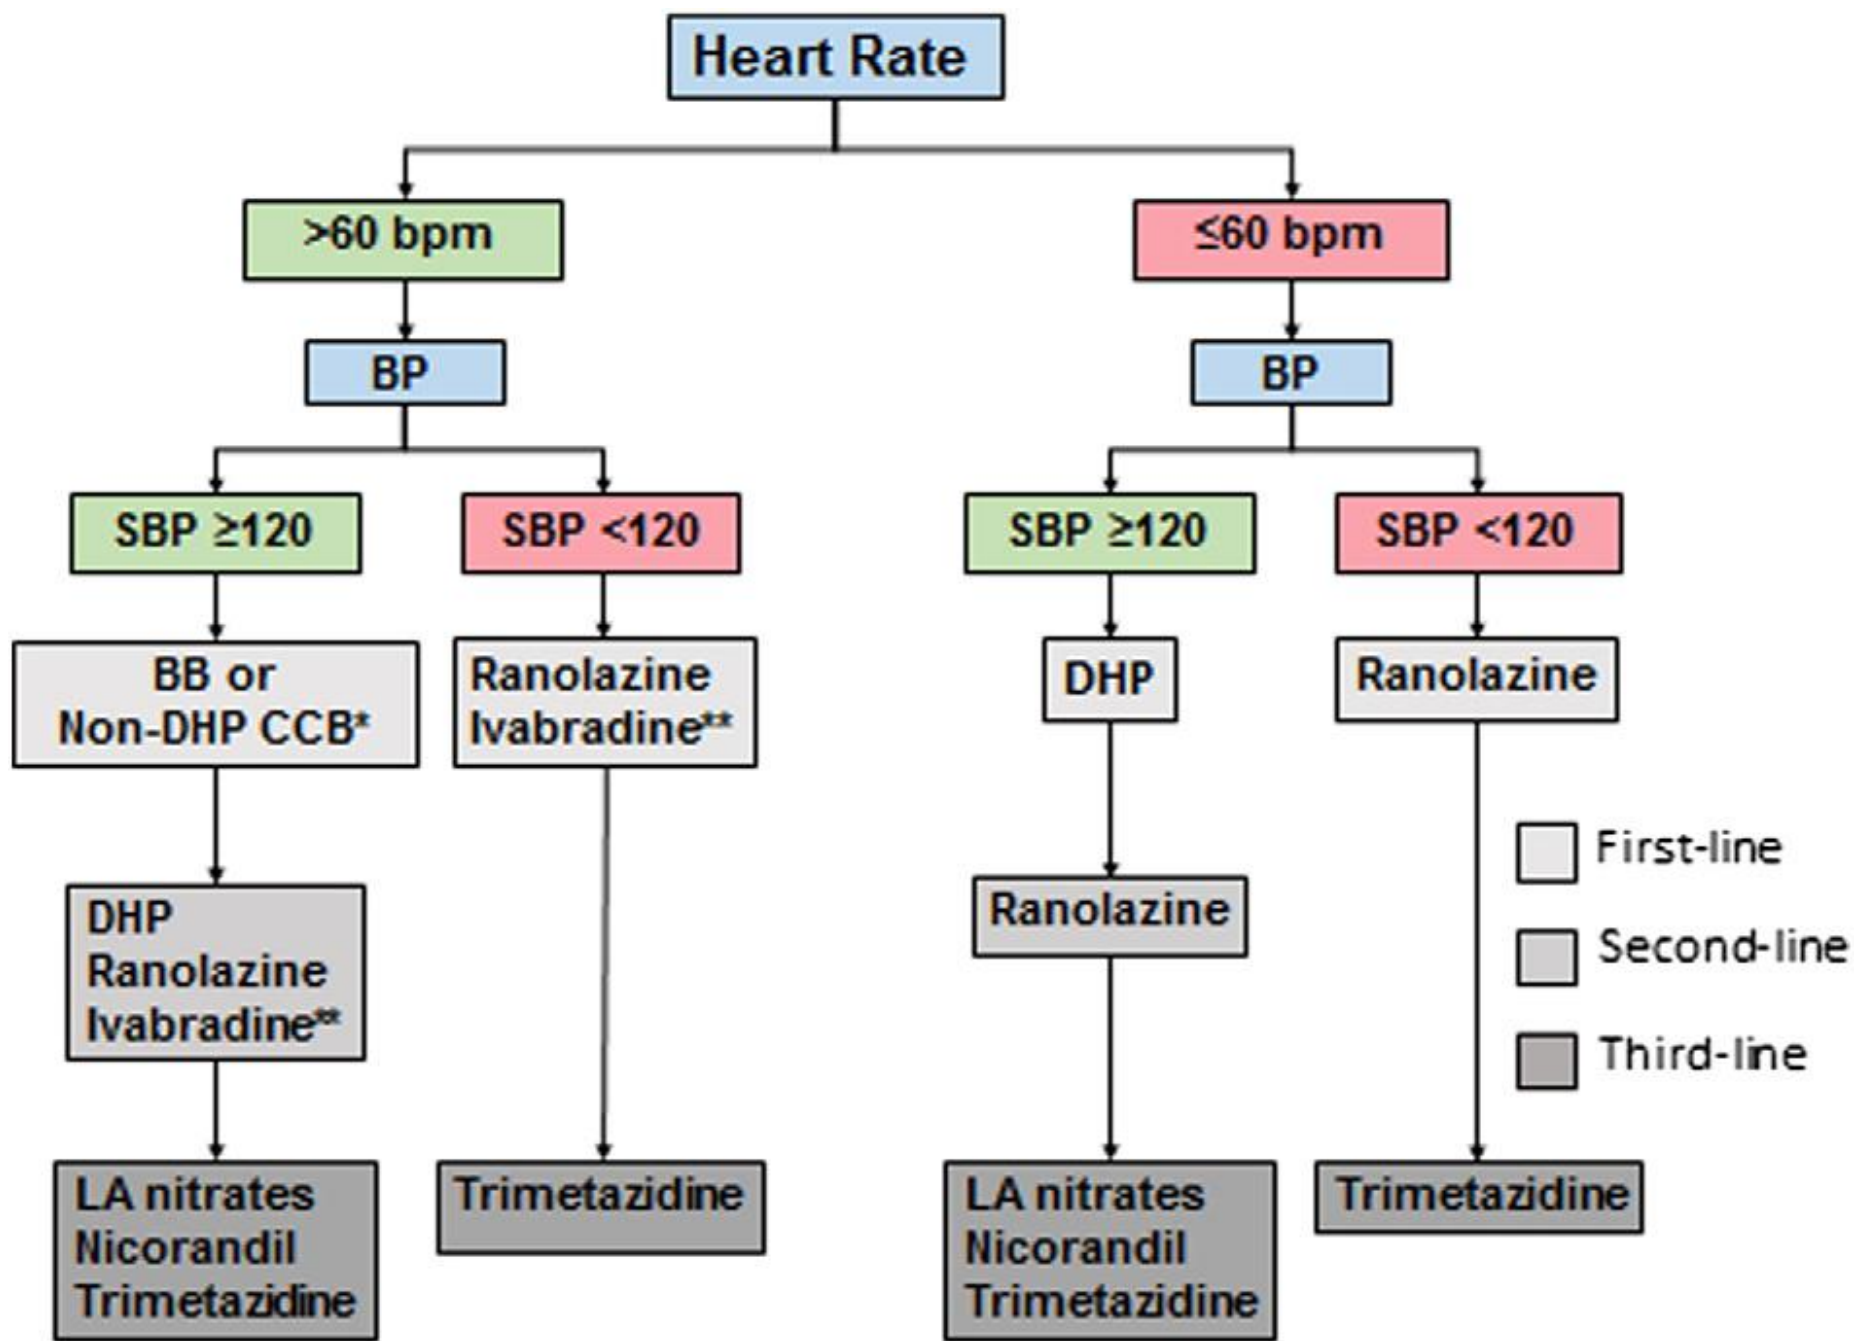 Heart Rate
>60 bpm
≤60 bpm
BP
BP
SBP ≥120
SBP <120
SBP ≥120
SBP <120
BB or
Non-DHP CCB*
Ranolazine
Ivabradine**
DHP
Ranolazine
First-line
Second-line
Third-line
DHP
Ranolazine
Ivabradine**
Ranolazine
LA nitrates
Nicorandil
Trimetazidine
Trimetazidine
LA nitrates
Nicorandil
Trimetazidine
Trimetazidine